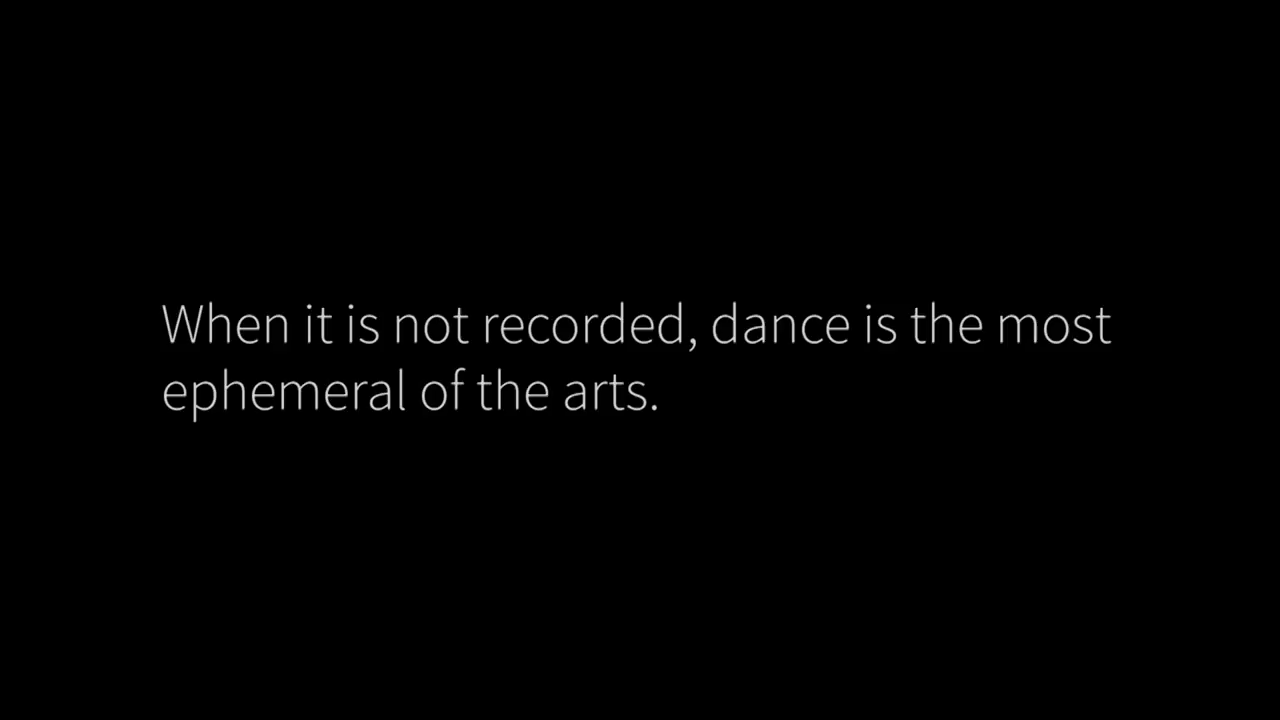 When it is not recorded, dance is the most
ephemeral of the arts.